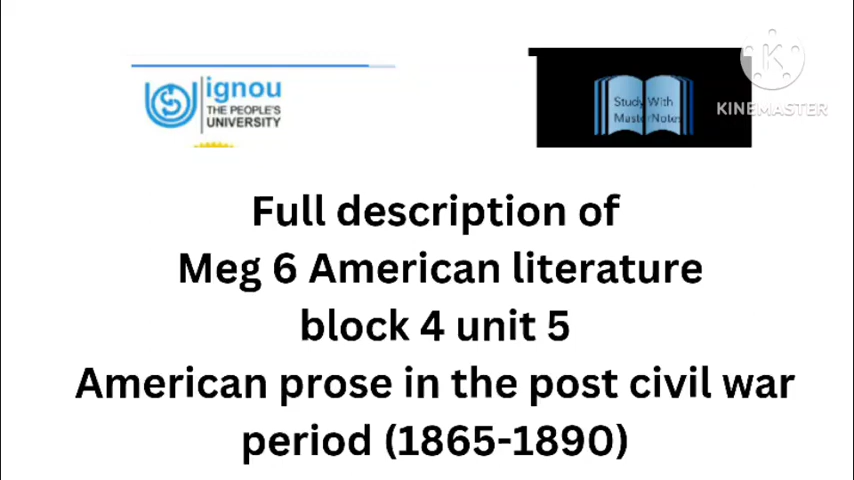 ignou
THE PEOPLE'S
UNIVERSITY
Study With
Master Notes
KINEMASTER
Full description of
Meg 6 American literature
block 4 unit 5
American prose in the post civil war
period (1865-1890)